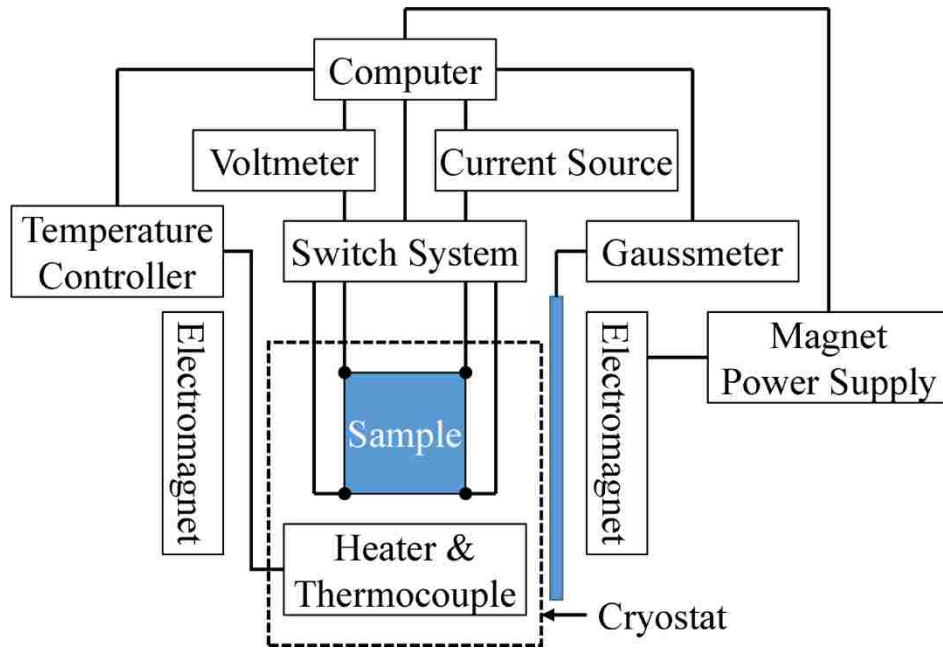 Computer
Voltmeter
Current Source
Temperature
Controller
Switch System
Gaussmeter
Electromagnet
Sample
Electromagnet
Magnet
Power Supply
Heater &
Thermocouple
Cryostat